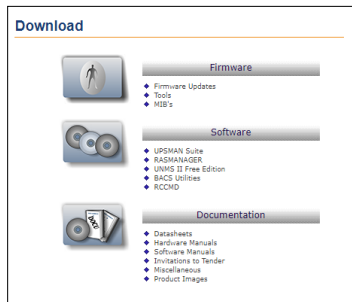 Download
Firmware
Firmware Updates
Tools
MIB's
Software
UPSMAN Suite
RASMANAGER
UNMS II Free Edition
BACS Utilities
RCCMD
DOCU
Documentation
Datasheets
Hardware Manuals
Software Manuals
Invitations to Tender
Miscellaneous
Product Images